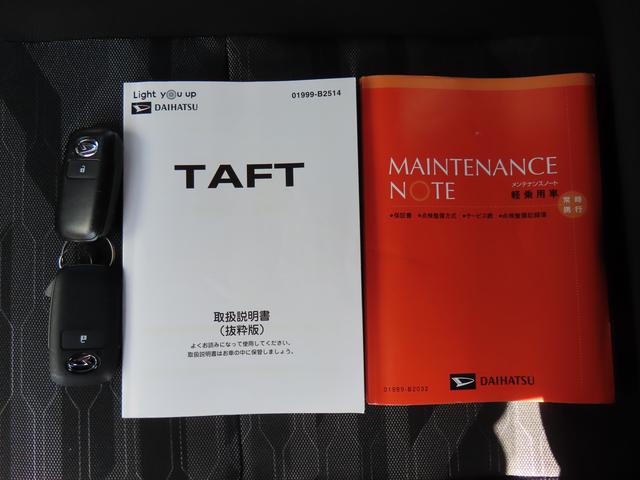 Light you up
DAIHATSU
01999-B2514
TAFT
取扱説明書
(抜粋版)
よくお読みになって使用してください。
取扱説明書はお車の中に保管しましょう。
MAINTENANCE
NOTE
メンテナンスノート
軽乗用車
常時
携行
●保証書 ●点検整備方式 ●サービス網 ●点検整備記録簿
DAIHATSU
01999-B2032